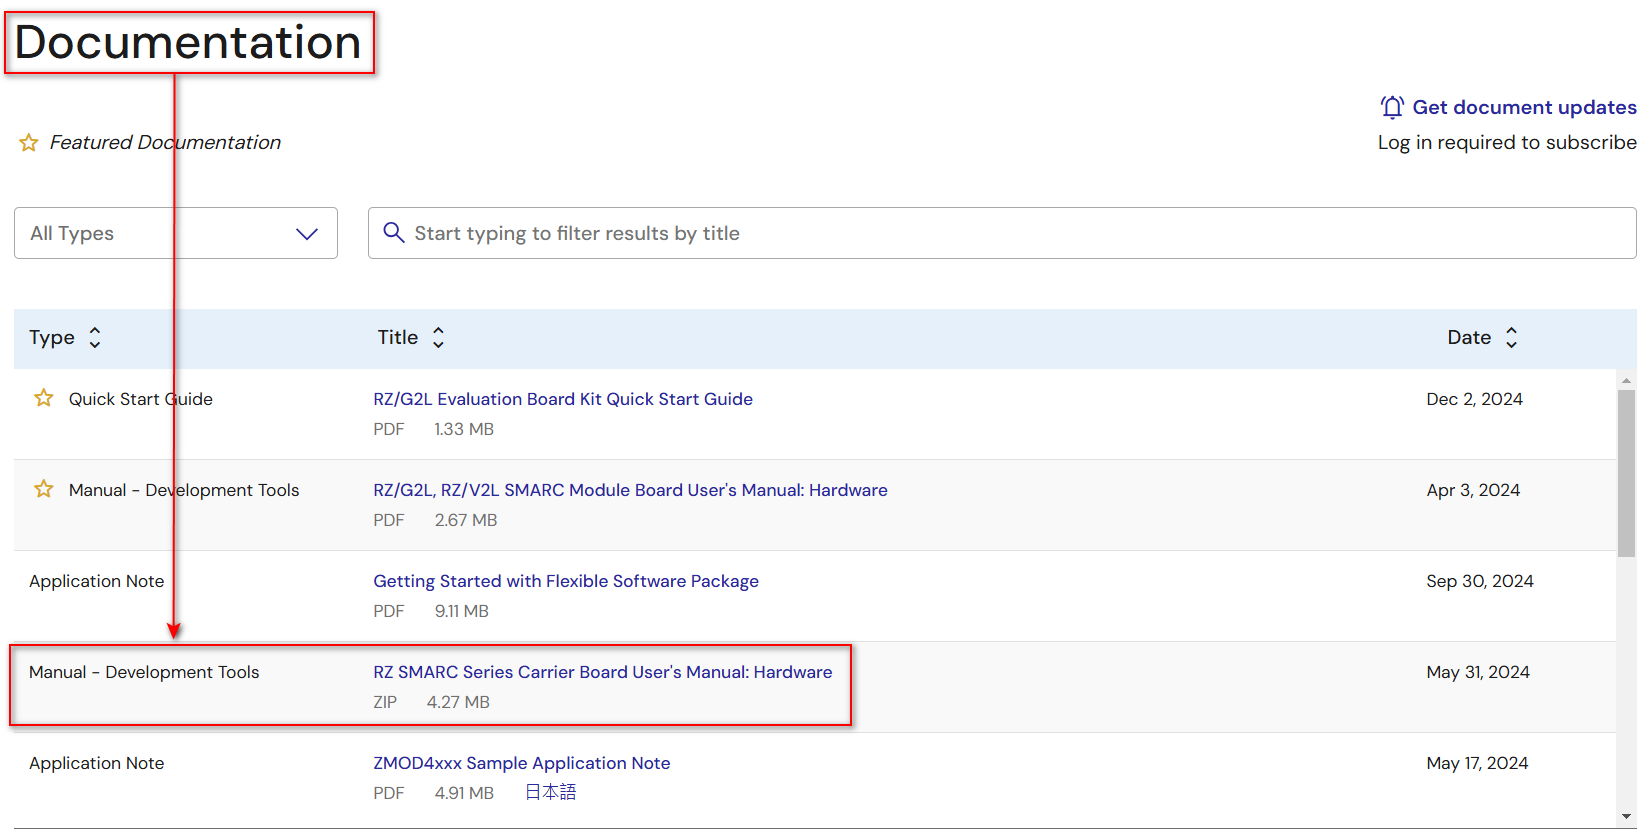 Documentation
Get document updates
Featured Documentation
Log in required to subscribe
All Types
Start typing to filter results by title
Type Title Date
Quick Start Guide RZ/G2L Evaluation Board Kit Quick Start Guide Dec 2, 2024
PDF 1.33 MB
Manual - Development Tools RZ/G2L, RZ/V2L SMARC Module Board User's Manual: Hardware Apr 3, 2024
PDF 2.67 MB
Application Note Getting Started with Flexible Software Package Sep 30, 2024
PDF 9.11 MB
Manual - Development Tools RZ SMARC Series Carrier Board User's Manual: Hardware May 31, 2024
ZIP 4.27 MB
Application Note ZMOD4xxx Sample Application Note May 17, 2024
PDF 4.91 MB 日本語